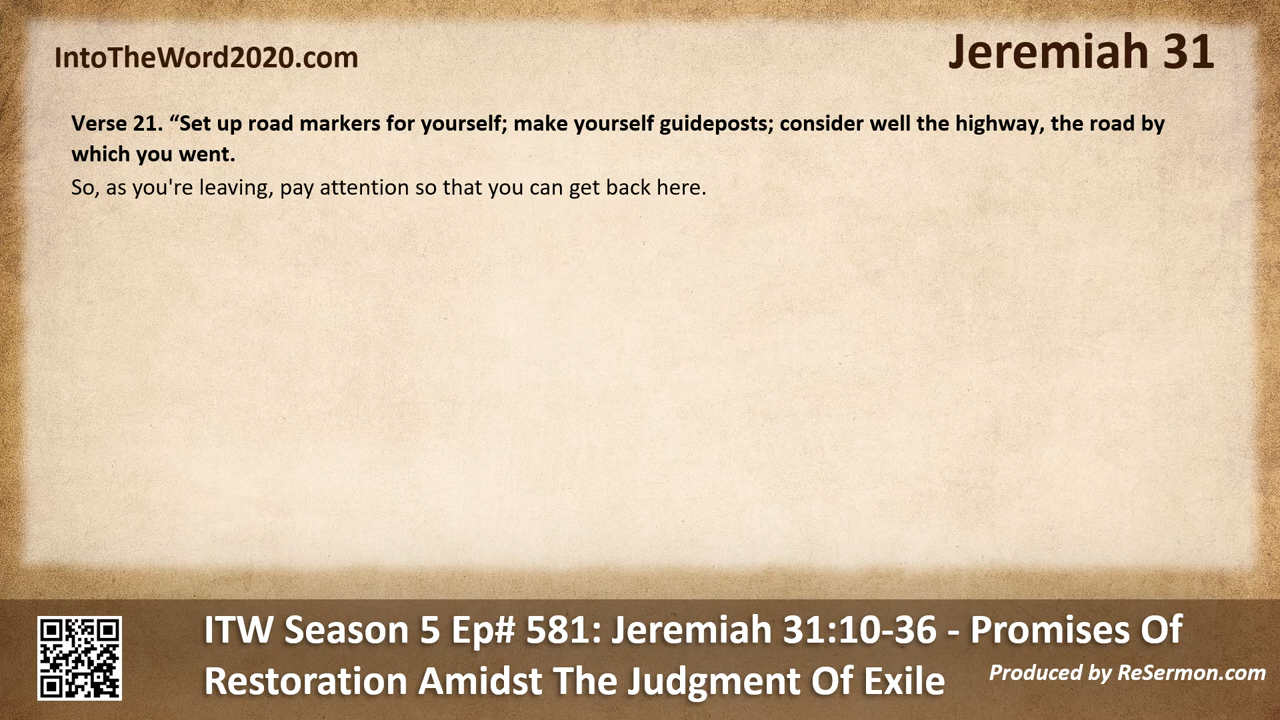 IntoTheWord2020.com
Jeremiah 31
Verse 21. “Set up road markers for yourself; make yourself guideposts; consider well the highway, the road by
which you went.
So, as you're leaving, pay attention so that you can get back here.
ITW Season 5 Ep# 581: Jeremiah 31:10-36 - Promises Of
Restoration Amidst The Judgment Of Exile
Produced by ReSermon.com